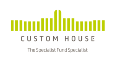 CUSTOM HOUSE
The Specialist Fund Specialist